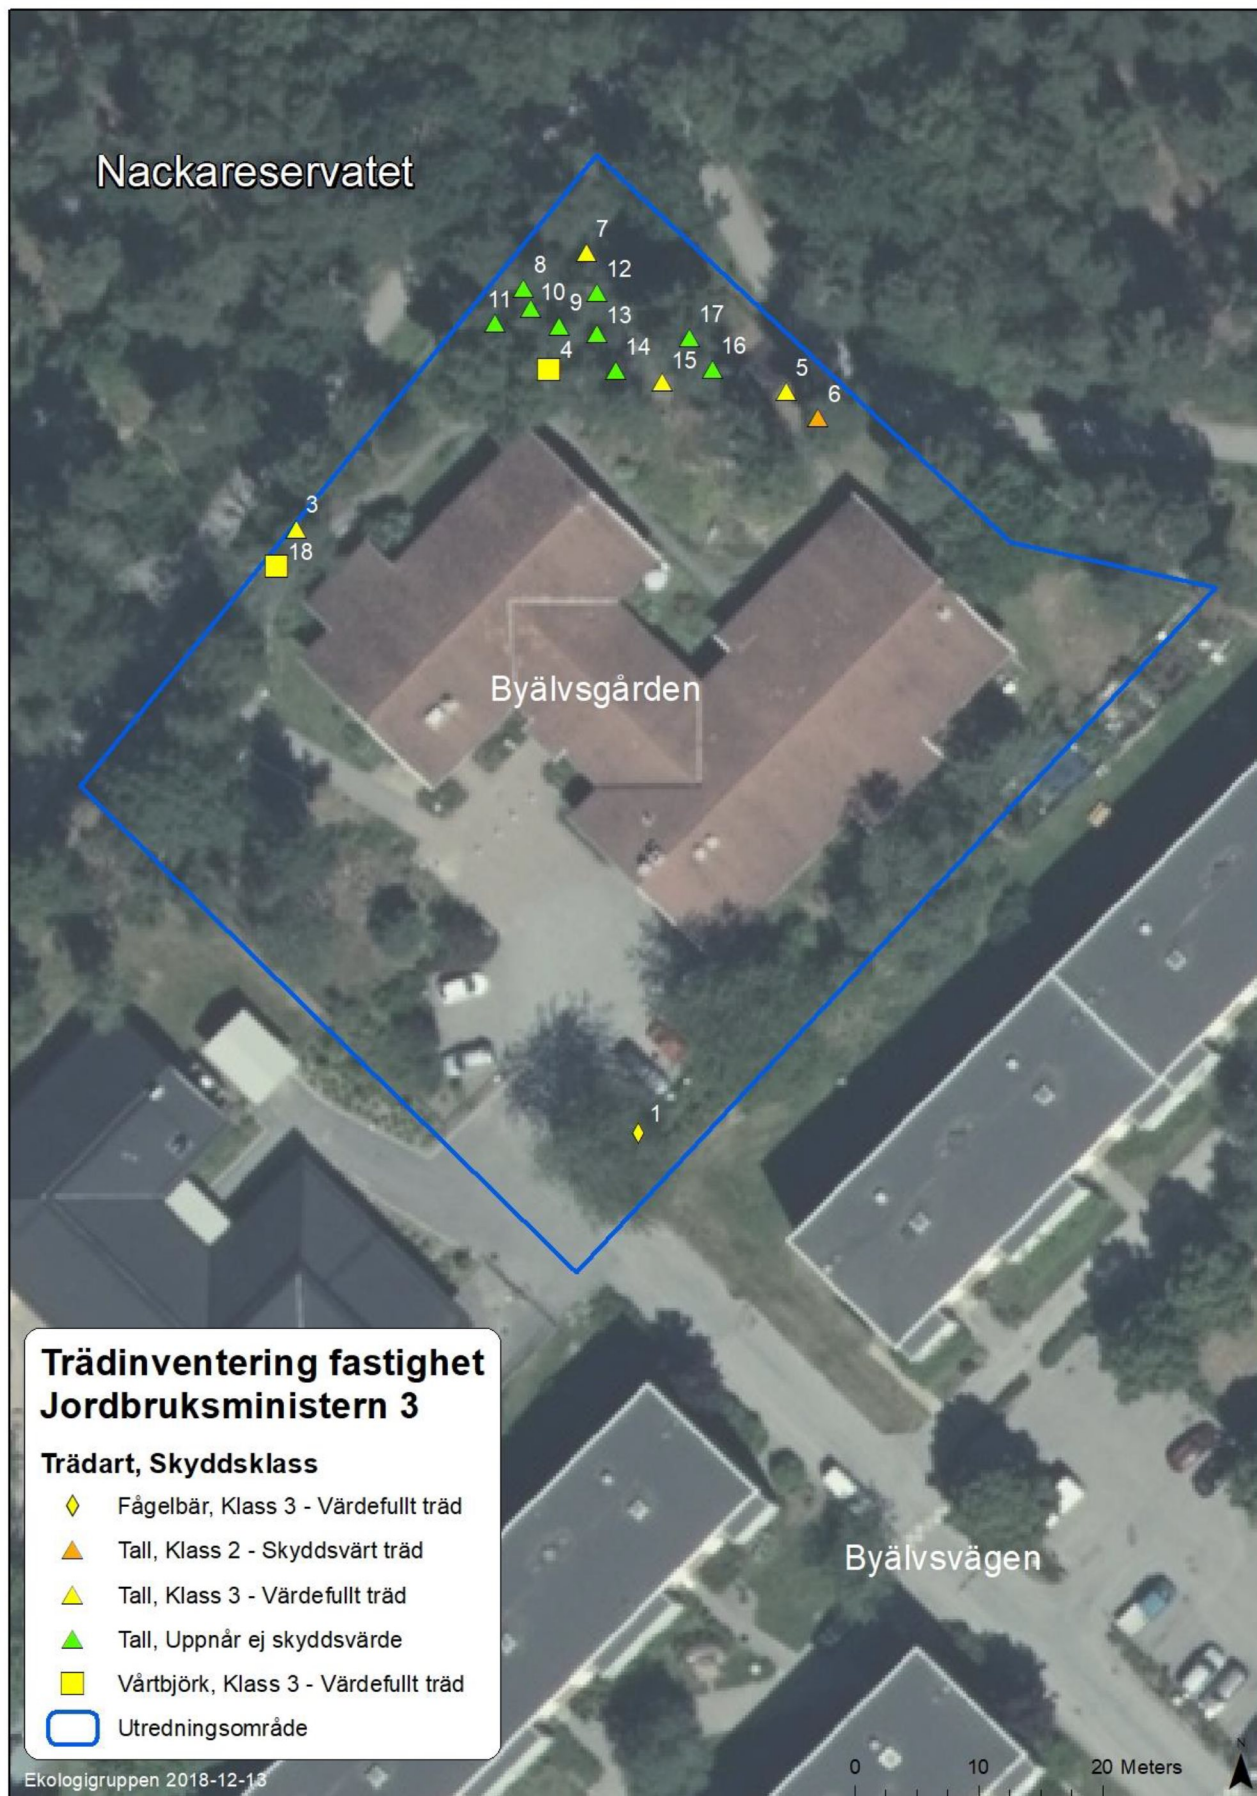 Nackareservatet
7
8
12
10
9
11
13
17
4
14
15
16
5
6
3
18
Byälvsgården
1
Trädinventering fastighet
Jordbruksministern 3
Trädart, Skyddsklass
Fågelbär, Klass 3 - Värdefullt träd
Tall, Klass 2 - Skyddsvärt träd
Tall, Klass 3 - Värdefullt träd
Tall, Uppnår ej skyddsvärde
Vårtbjörk, Klass 3 - Värdefullt träd
Utredningsområde
Byälvsvägen
Ekologigruppen 2018-12-13
0 10 20 Meters
Z